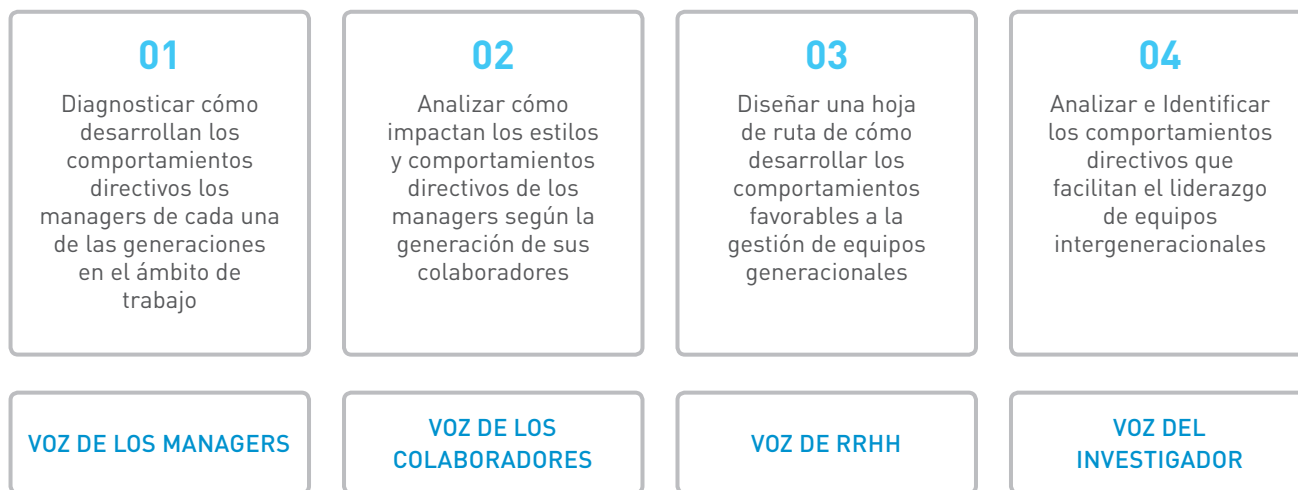 01
Diagnosticar cómo
desarrollan los
comportamientos
directivos los
managers de cada una
de las generaciones
en el ámbito de
trabajo
02
Analizar cómo
impactan los estilos
y comportamientos
directivos de los
managers según la
generación de sus
colaboradores
03
Diseñar una hoja
de ruta de cómo
desarrollar los
comportamientos
favorables a la
gestión de equipos
generacionales
04
Analizar e Identificar
los comportamientos
directivos que
facilitan el liderazgo
de equipos
intergeneracionales
VOZ DE LOS MANAGERS
VOZ DE LOS
COLABORADORES
VOZ DE RRHH
VOZ DEL
INVESTIGADOR